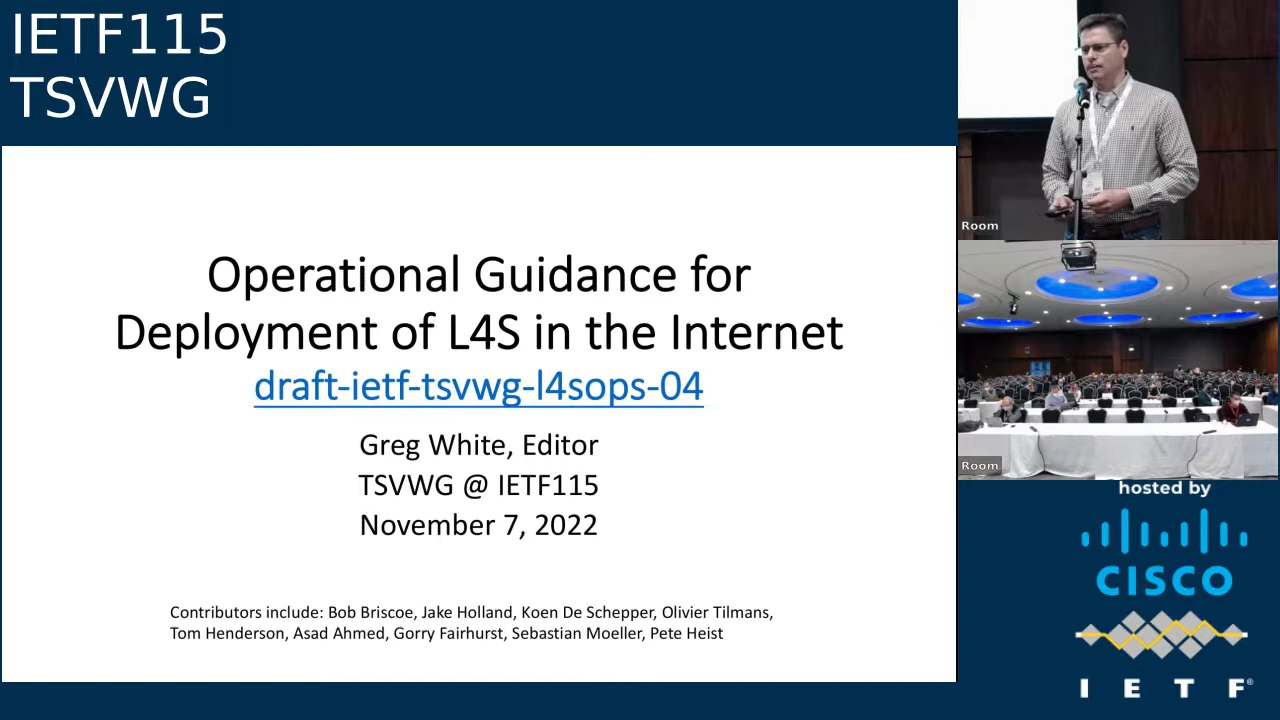 IETF115
TSVWG
Operational Guidance for
Deployment of L4S in the Internet
draft-ietf-tsvwg-l4sops-04
Greg White, Editor
TSVWG @ IETF115
November 7, 2022
Contributors include: Bob Briscoe, Jake Holland, Koen De Schepper, Olivier Tilmans,
Tom Henderson, Asad Ahmed, Gorry Fairhurst, Sebastian Moeller, Pete Heist
Room
Room
hosted by
CISCO
IETF®